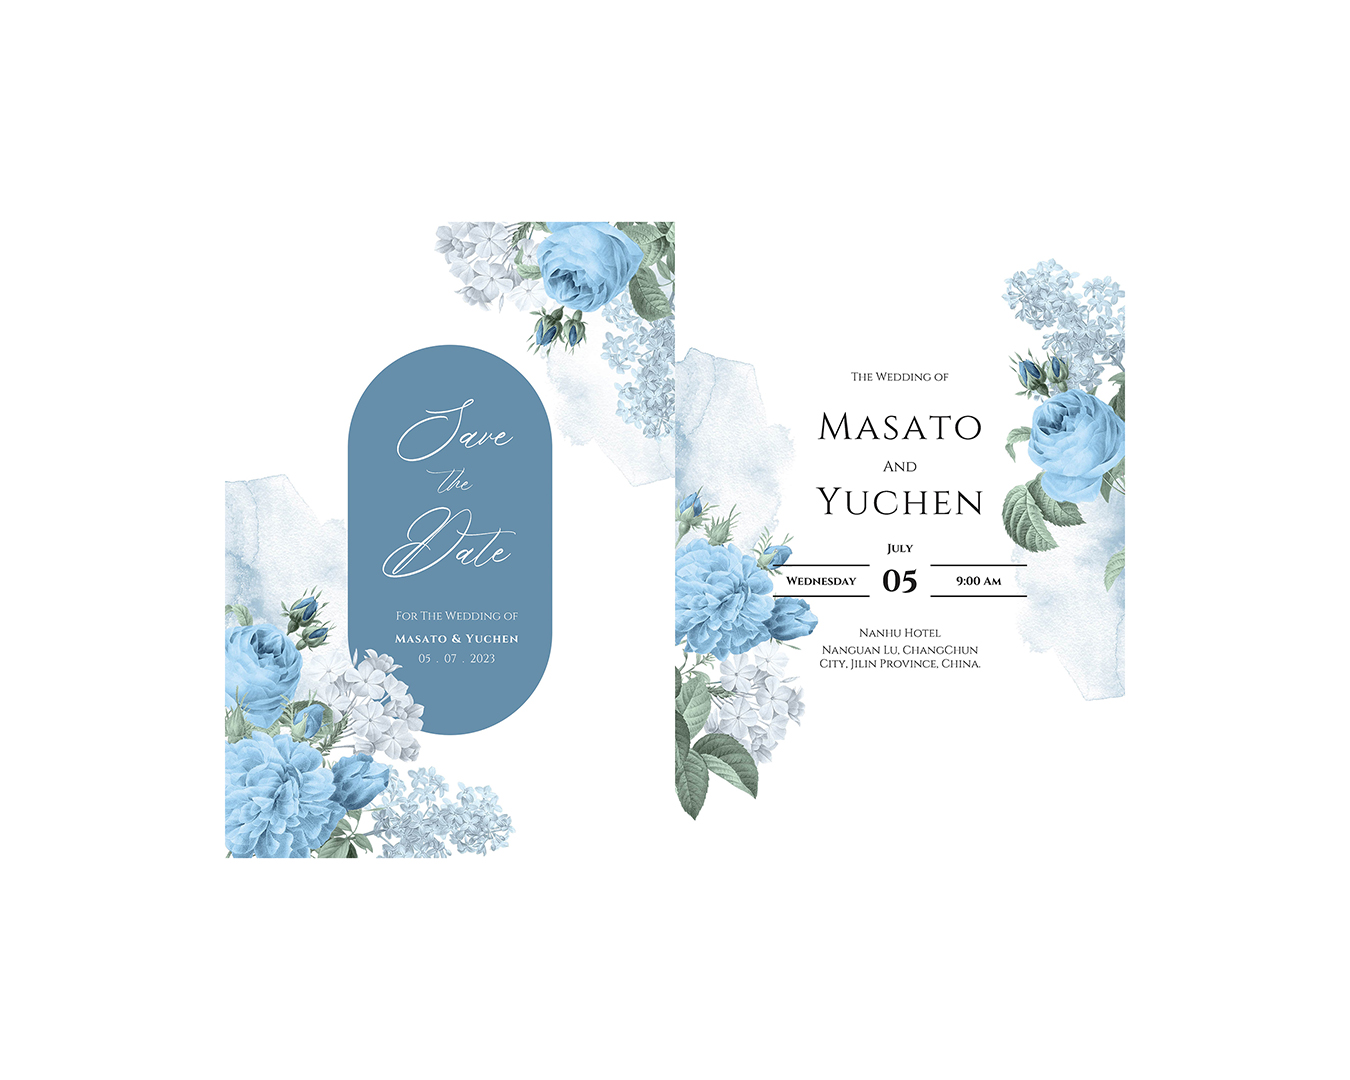 Save
the
Date
For The Wedding of
Masato & Yuchen
05 . 07 . 2023
The Wedding of
Masato
And
Yuchen
July
Wednesday 05 9:00 Am
Nanhu Hotel
Nanguan Lu, ChangChun
City, Jilin Province, China.